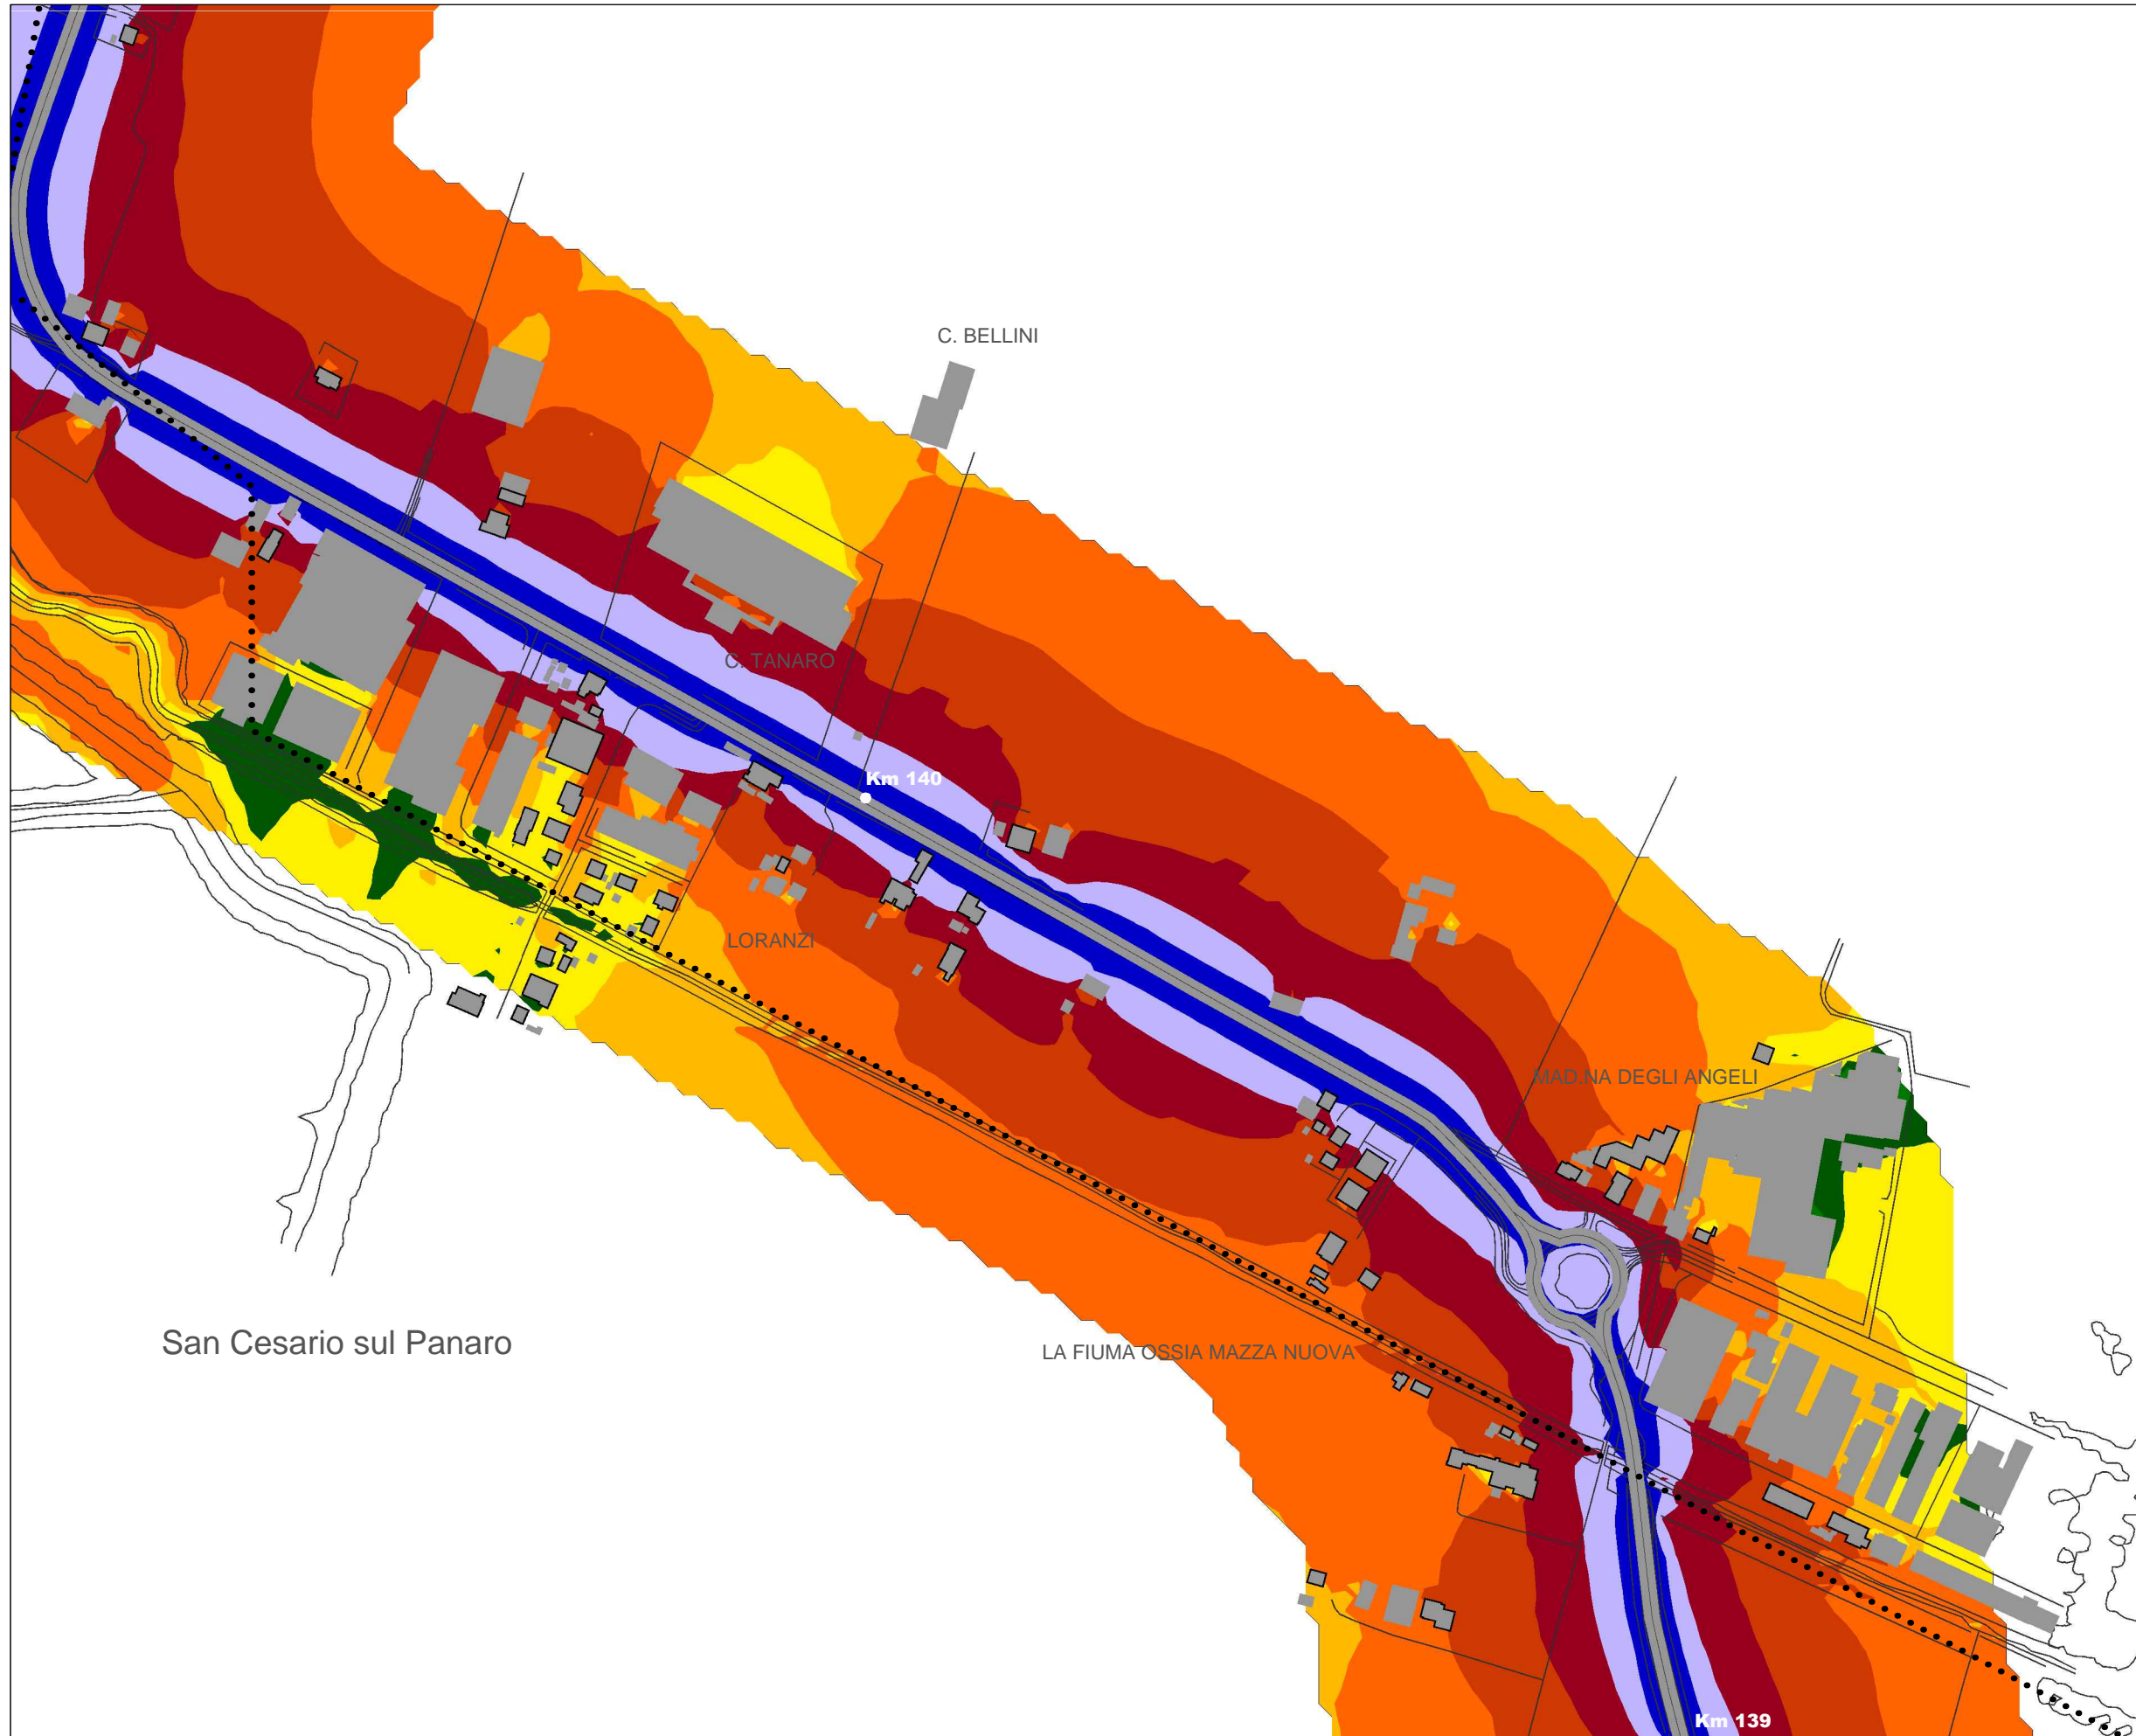 C. BELLINI
C. TANARO
Km 140
LORANZI
MAD.NA DEGLI ANGELI
San Cesario sul Panaro
LA FIUMA OSSIA MAZZA NUOVA
Km 139